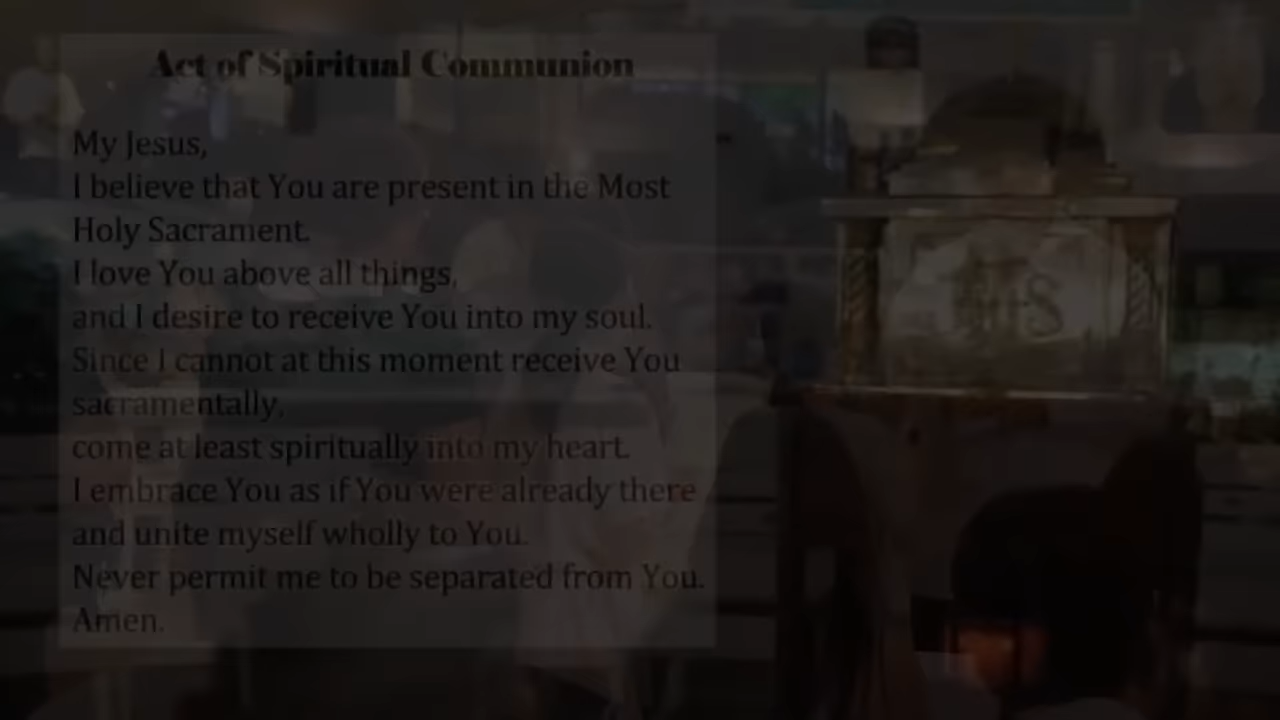 Act of Spiritual Communion
My Jesus,
I believe that You are present in the Most
Holy Sacrament.
I love You above all things,
and I desire to receive You into my soul.
Since I cannot at this moment receive You
sacramentally,
come at least spiritually into my heart.
I embrace You as if You were already there
and unite myself wholly to You.
Never permit me to be separated from You.
Amen.
IHS